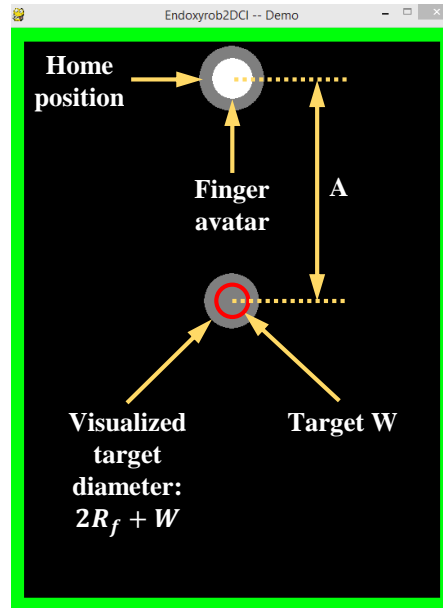 Endoxyrob2DCI -- Demo
Home
position
Finger
avatar
A
Visualized
target
diameter:
2R_f + W
Target W